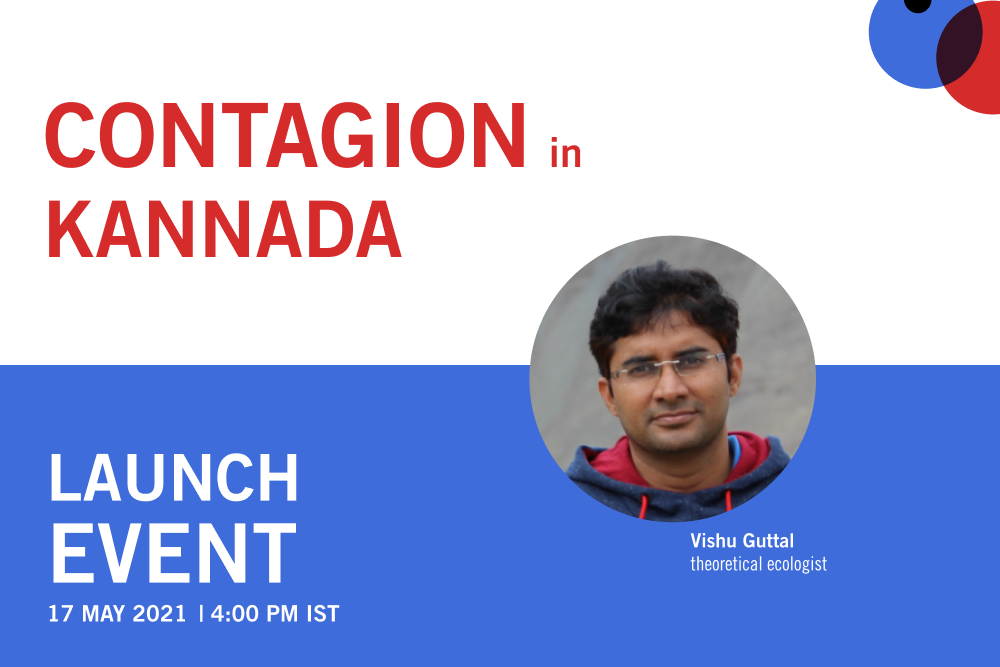 CONTAGION in
KANNADA
LAUNCH
EVENT
17 MAY 2021 | 4:00 PM IST
Vishu Guttal
theoretical ecologist